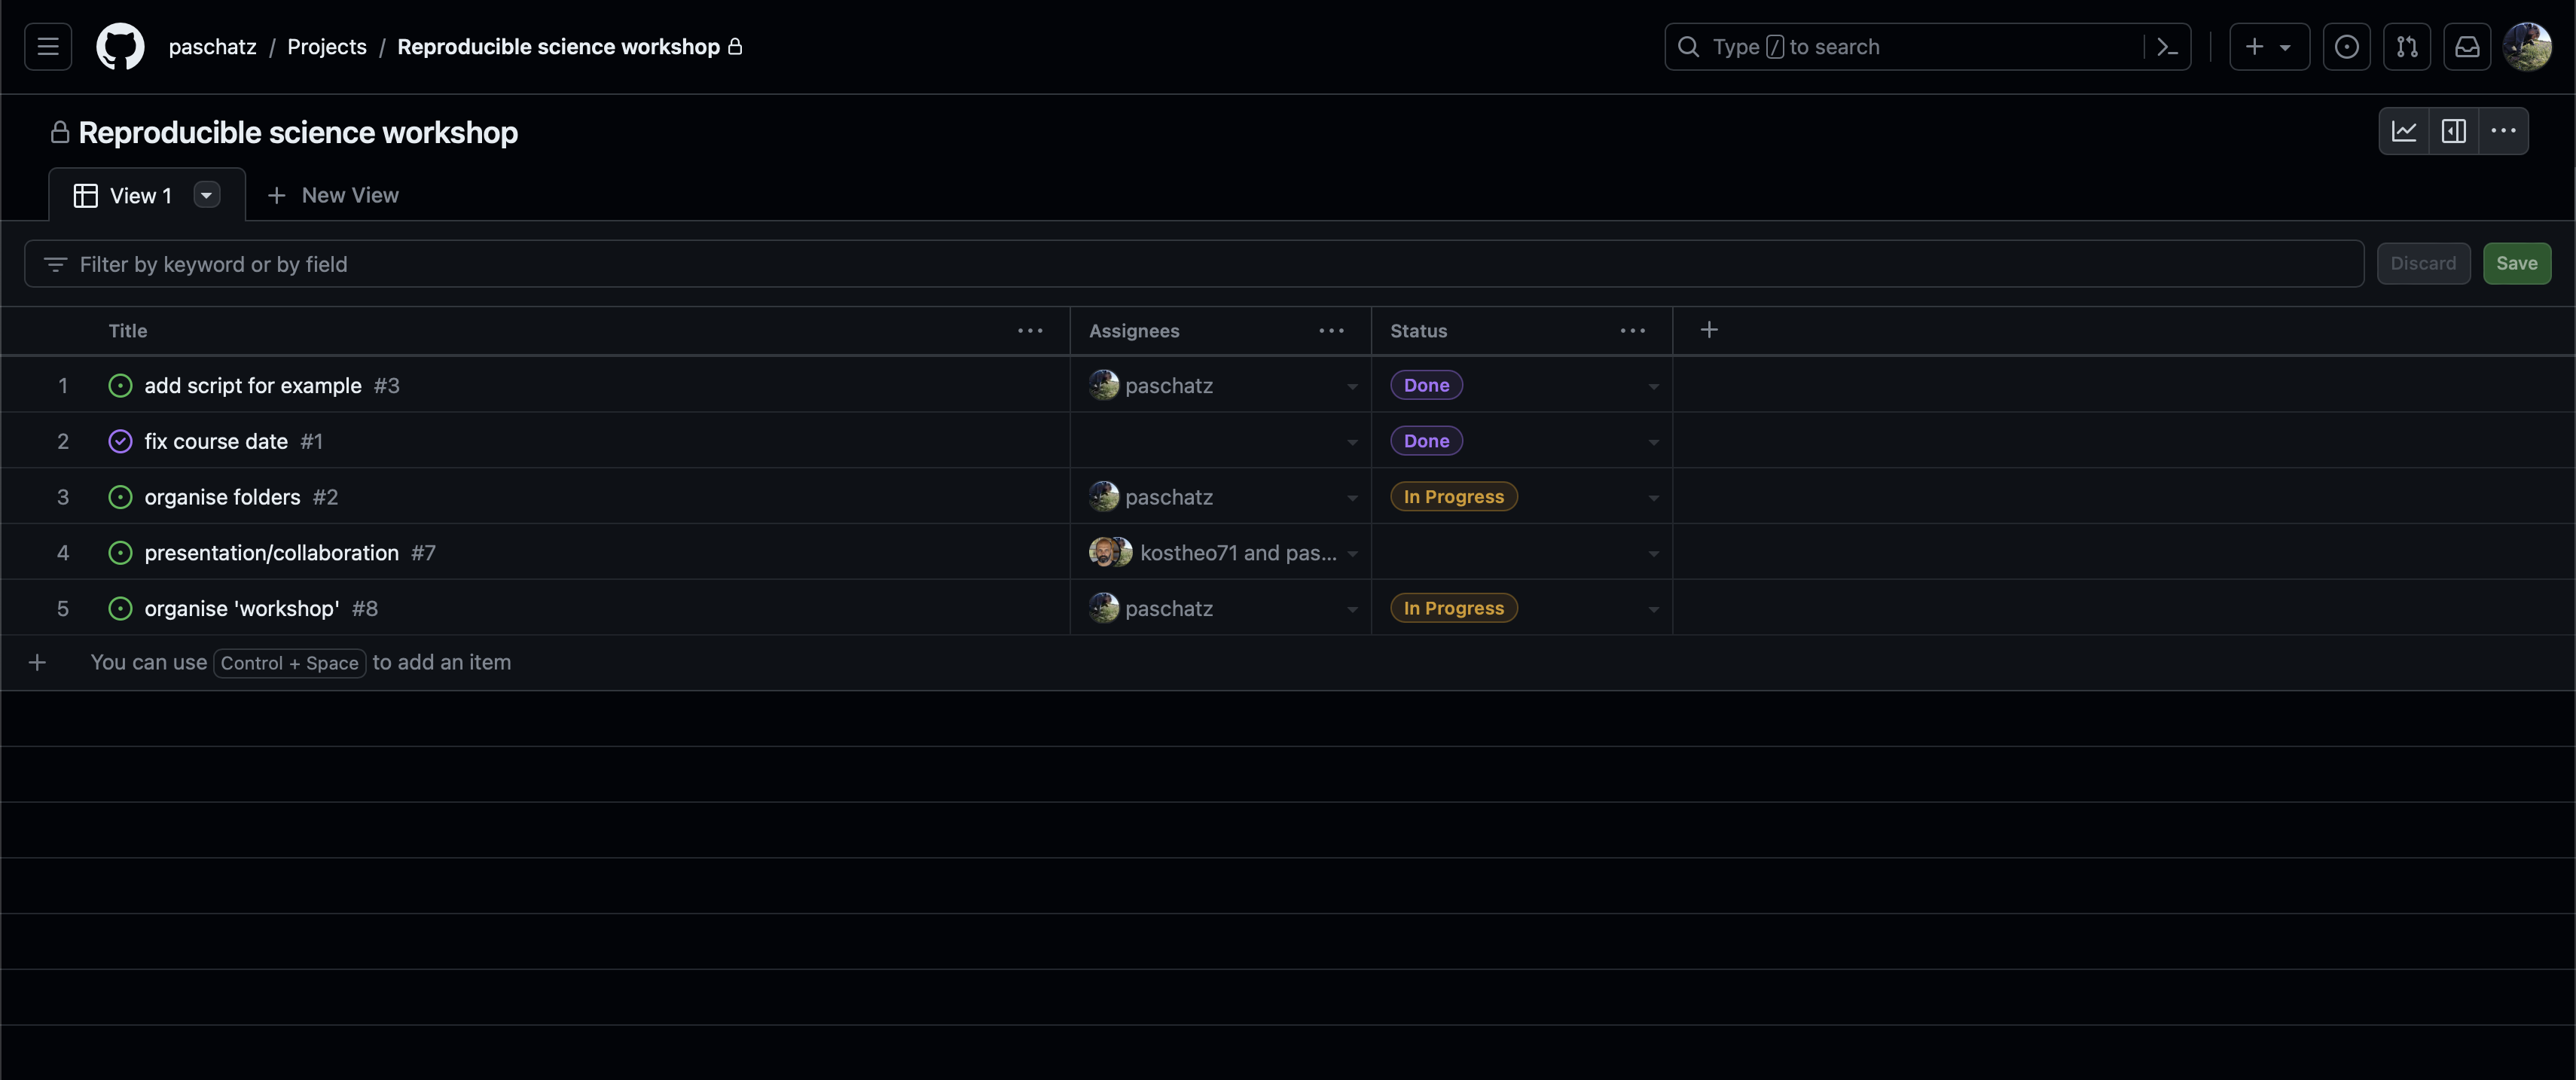 paschatz / Projects / Reproducible science workshop
Type / to search
Reproducible science workshop
View 1
New View
Filter by keyword or by field
Discard
Save
Title
Assignees
Status
1 add script for example #3 paschatz Done
2 fix course date #1 Done
3 organise folders #2 paschatz In Progress
4 presentation/collaboration #7 kostheo71 and pas...
5 organise 'workshop' #8 paschatz In Progress
You can use Control + Space to add an item